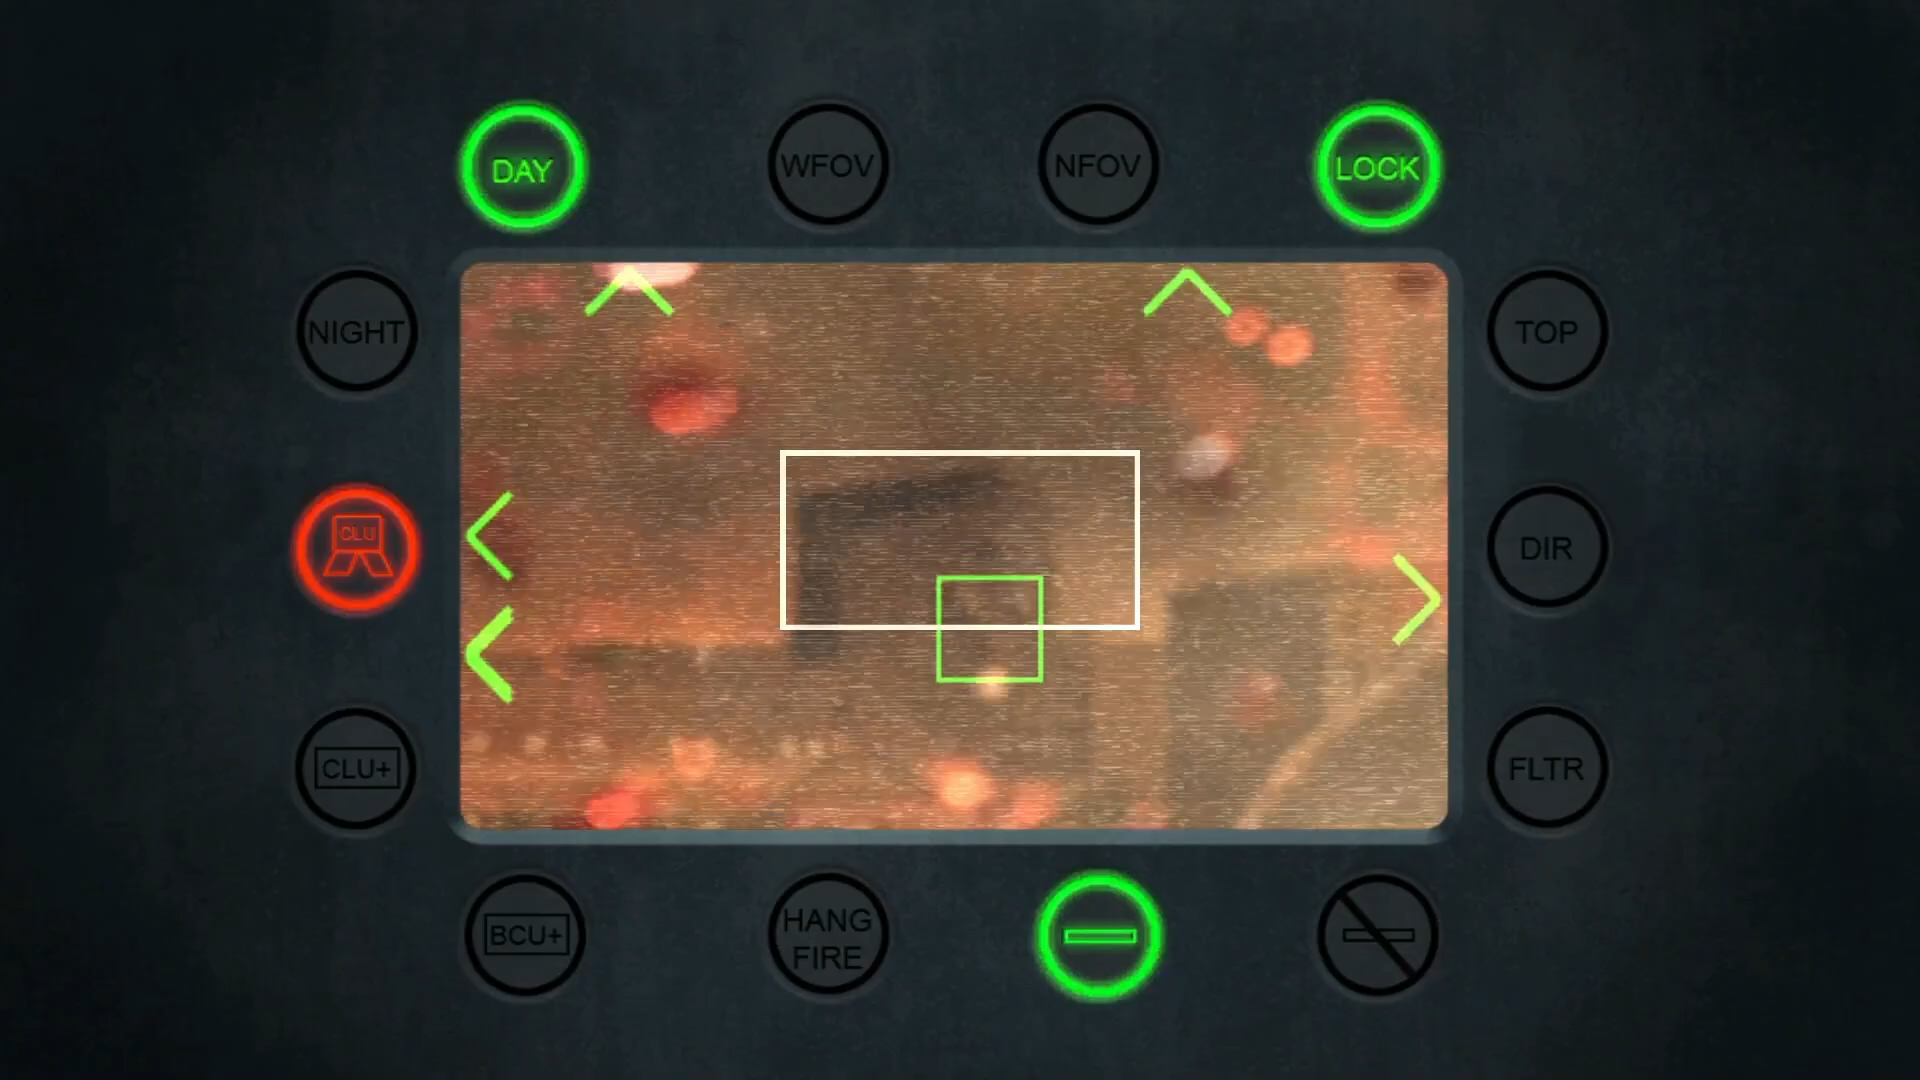 DAY
WFOV
NFOV
LOCK
NIGHT
TOP
CLU
DIR
CLU+
FLTR
BCU+
HANG
FIRE